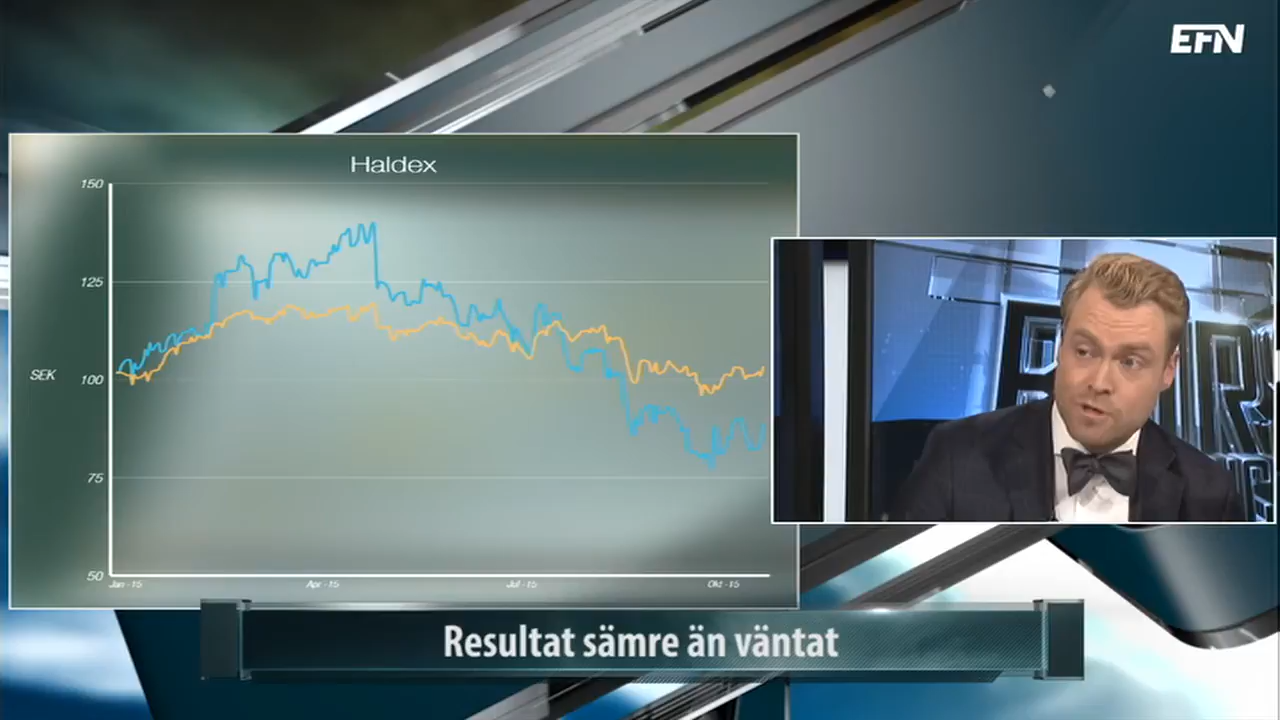 EFN
Haldex
150
125
SEK
100
75
50
Jan -15
Apr -15
Jul -15
Okt -15
Resultat sämre än väntat